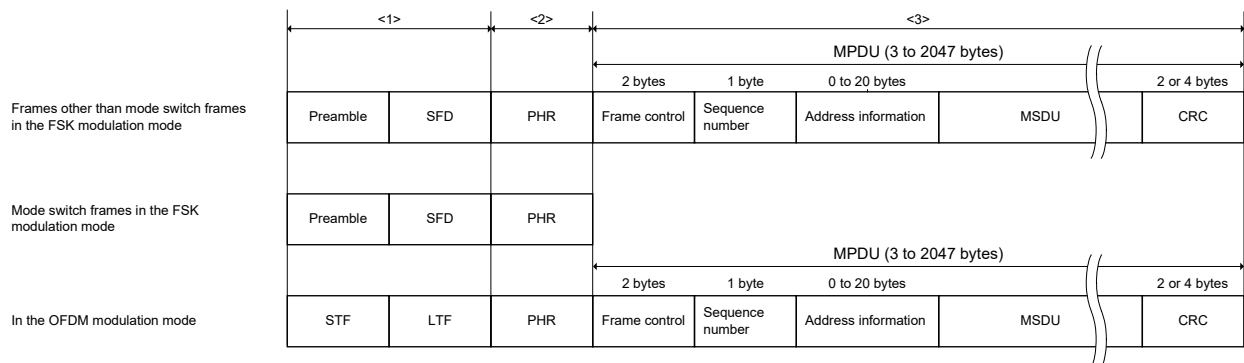 <1>
<2>
<3>
MPDU (3 to 2047 bytes)
2 bytes
1 byte
0 to 20 bytes
2 or 4 bytes
Frames other than mode switch frames
in the FSK modulation mode
Preamble
SFD
PHR
Frame control
Sequence
number
Address information
MSDU
CRC
Mode switch frames in the FSK
modulation mode
Preamble
SFD
PHR
MPDU (3 to 2047 bytes)
2 bytes
1 byte
0 to 20 bytes
2 or 4 bytes
In the OFDM modulation mode
STF
LTF
PHR
Frame control
Sequence
number
Address information
MSDU
CRC